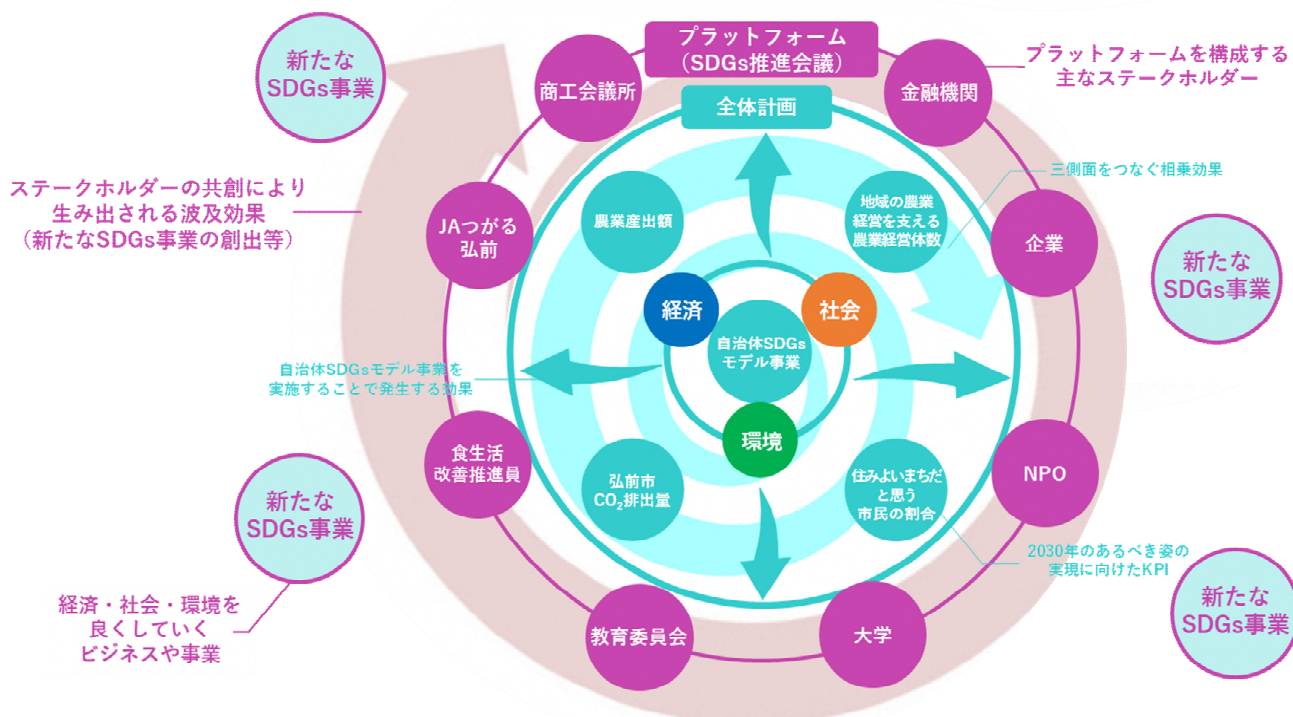 新たな
SDGs事業
商工会議所
プラットフォーム
（SDGs推進会議）
金融機関
プラットフォームを構成する
主なステークホルダー
全体計画
三側面をつなぐ相乗効果
ステークホルダーの共創により
生み出される波及効果
（新たなSDGs事業の創出等）
JAつがる
弘前
農業産出額
地域の農業
経営を支える
農業経営体数
企業
新たな
SDGs事業
経済
社会
自治体SDGs
モデル事業
環境
自治体SDGsモデル事業を
実施することで発生する効果
食生活
改善推進員
弘前市
CO₂排出量
住みよいまちだ
と思う
市民の割合
NPO
新たな
SDGs事業
2030年のあるべき姿の
実現に向けたKPI
経済・社会・環境を
良くしていく
ビジネスや事業
教育委員会
大学
新たな
SDGs事業